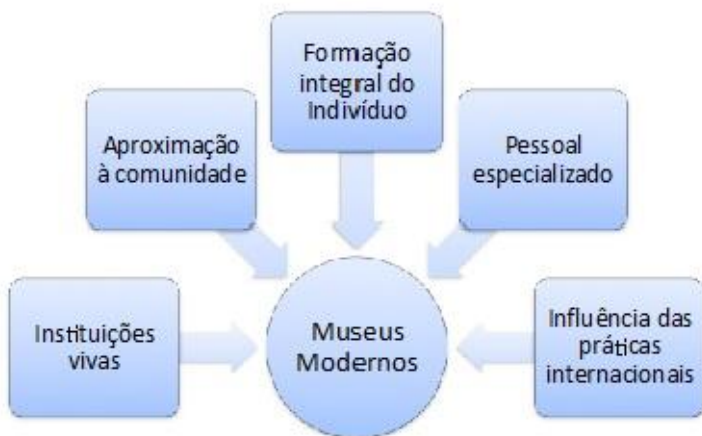 Formação
integral do
Indivíduo
Aproximação
à comunidade
Pessoal
especializado
Instituições
vivas
Museus
Modernos
Influência das
práticas
internacionais